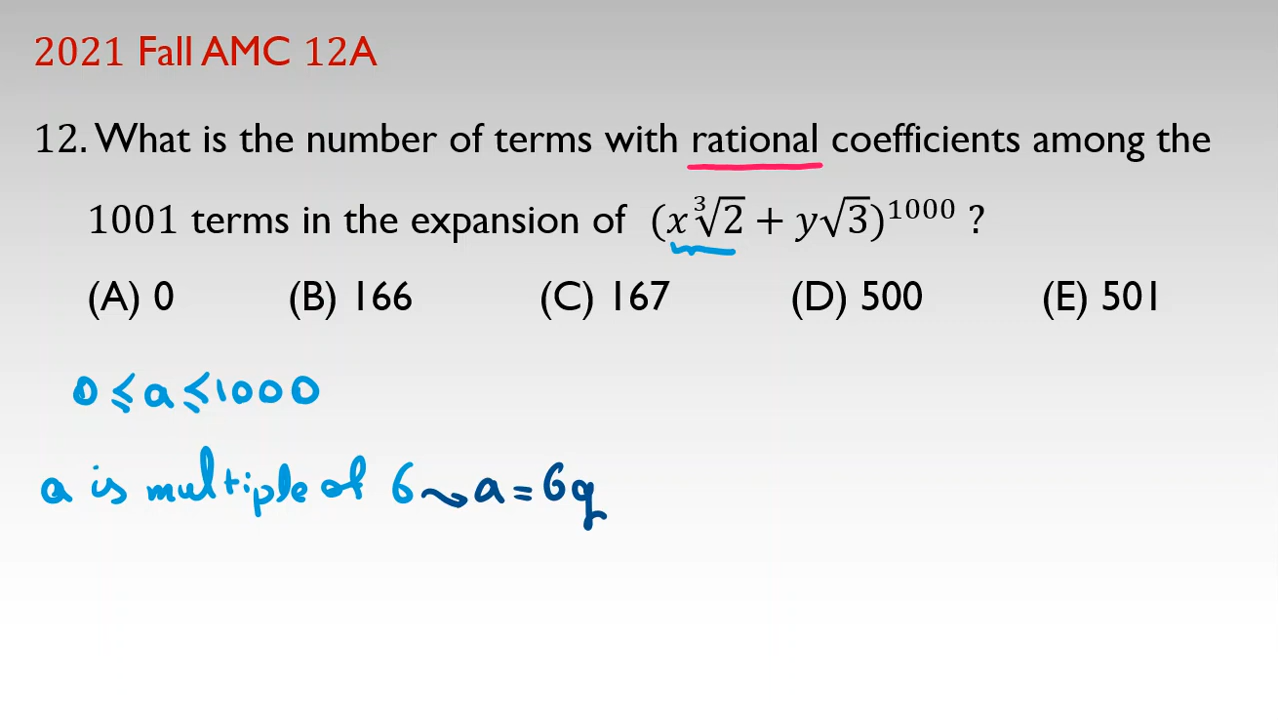 2021 Fall AMC 12A
12. What is the number of terms with rational coefficients among the
1001 terms in the expansion of (x∛2 + y√3)¹⁰⁰⁰ ?
(A) 0 (B) 166 (C) 167 (D) 500 (E) 501
0 ≤ a ≤ 1000
a is multiple of 6 ⤳ a = 6q